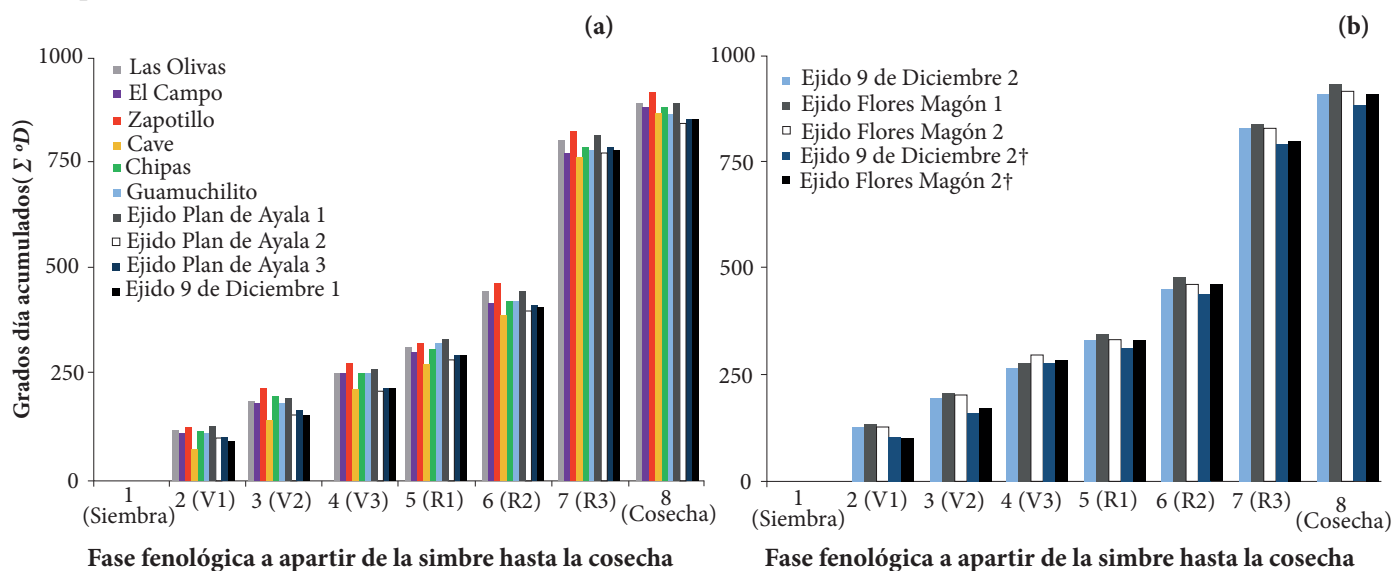 (a)
1000
750
500
250
0
Grados día acumulados( Σ °D)
Las Olivas
El Campo
Zapotillo
Cave
Chipas
Guamuchilito
Ejido Plan de Ayala 1
Ejido Plan de Ayala 2
Ejido Plan de Ayala 3
Ejido 9 de Diciembre 1
1
(Siembra)
2 (V1)
3 (V2)
4 (V3)
5 (R1)
6 (R2)
7 (R3)
8
(Cosecha)
Fase fenológica a apartir de la simbre hasta la cosecha
(b)
1000
750
500
250
0
Ejido 9 de Diciembre 2
Ejido Flores Magón 1
Ejido Flores Magón 2
Ejido 9 de Diciembre 2†
Ejido Flores Magón 2†
1
(Siembra)
2 (V1)
3 (V2)
4 (V3)
5 (R1)
6 (R2)
7 (R3)
8
(Cosecha)
Fase fenológica a apartir de la simbre hasta la cosecha